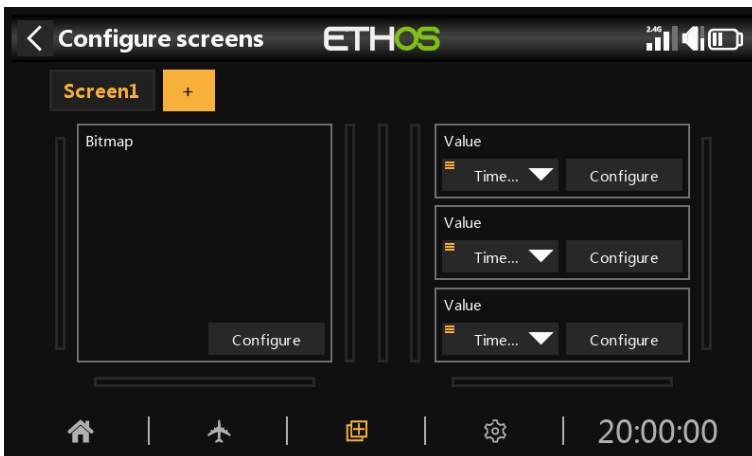 Configure screens
ETHOS
2.4G
Screen1
+
Bitmap
Configure
Value
Time...
Configure
Value
Time...
Configure
Value
Time...
Configure
20:00:00